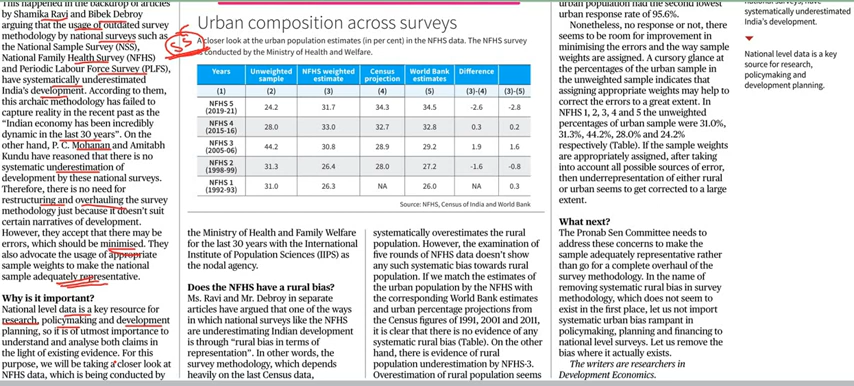 This happened in the backdrop of articles
by Shamika Ravi and Bibek Debroy
arguing that the usage of outdated survey
methodology by national surveys such as
the National Sample Survey (NSS),
National Family Health Survey (NFHS)
and Periodic Labour Force Survey (PLFS),
have systematically underestimated
India's development. According to them,
this archaic methodology has failed to
capture reality in the recent past as the
"Indian economy has been incredibly
dynamic in the last 30 years". On the
other hand, P. C. Mohanan and Amitabh
Kundu have reasoned that there is no
systematic underestimation of
development by these national surveys.
Therefore, there is no need for
restructuring and overhauling the survey
methodology just because it doesn't suit
certain narratives of development.
However, they accept that there may be
errors, which should be minimised. They
also advocate the usage of appropriate
sample weights to make the national
sample adequately representative.
Why is it important?
National level data is a key resource for
research, policymaking and development
planning, so it is of utmost importance to
understand and analyse both claims in
the light of existing evidence. For this
purpose, we will be taking a closer look at
NFHS data, which is being conducted by
Urban composition across surveys
A closer look at the urban population estimates (in per cent) in the NFHS data. The NFHS survey
is conducted by the Ministry of Health and Welfare.
Years Unweighted sample NFHS weighted estimate Census projection World Bank estimates Difference
(1) (2) (3) (4) (5) (3)-(4) (3)-(5)
NFHS 5 (2019-21) 24.2 31.7 34.3 34.5 -2.6 -2.8
NFHS 4 (2015-16) 28.0 33.0 32.7 32.8 0.3 0.2
NFHS 3 (2005-06) 44.2 30.8 28.9 29.2 1.9 1.6
NFHS 2 (1998-99) 31.3 26.4 28.0 27.2 -1.6 -0.8
NFHS 1 (1992-93) 31.0 26.3 NA 26.0 NA 0.3
Source: NFHS, Census of India and World Bank
the Ministry of Health and Family Welfare
for the last 30 years with the International
Institute of Population Sciences (IIPS) as
the nodal agency.
Does the NFHS have a rural bias?
Ms. Ravi and Mr. Debroy in separate
articles have argued that one of the ways
in which national surveys like the NFHS
are underestimating Indian development
is through "rural bias in terms of
representation". In other words, the
survey methodology, which depends
heavily on the last Census data,
systematically overestimates the rural
population. However, the examination of
five rounds of NFHS data doesn't show
any such systematic bias towards rural
population. If we match the estimates of
the urban population by the NFHS with
the corresponding World Bank estimates
and urban percentage projections from
the Census figures of 1991, 2001 and 2011,
it is clear that there is no evidence of any
systematic rural bias (Table). On the other
hand, there is evidence of rural
population underestimation by NFHS-3.
Overestimation of rural population seems
urban population had the second lowest
urban response rate of 95.6%.
Nonetheless, no response or not, there
seems to be room for improvement in
minimising the errors and the way sample
weights are assigned. A cursory glance at
the percentages of the urban sample in
the unweighted sample indicates that
assigning appropriate weights may help to
correct the errors to a great extent. In
NFHS 1, 2, 3, 4 and 5 the unweighted
percentages of urban sample were 31.0%,
31.3%, 44.2%, 28.0% and 24.2%
respectively (Table). If the sample weights
are appropriately assigned, after taking
into account all possible sources of error,
then underrepresentation of either rural
or urban seems to get corrected to a large
extent.
What next?
The Pronab Sen Committee needs to
address these concerns to make the
sample adequately representative rather
than go for a complete overhaul of the
survey methodology. In the name of
removing rural bias in survey
methodology, which does not seem to
exist in the first place, let us not import
systematic urban bias rampant in
policymaking, planning and financing to
national level surveys. Let us remove the
bias where it actually exists.
The writers are researchers in
Development Economics.
systematically underestimated
India's development.
National level data is a key
source for research,
policymaking and
development planning.